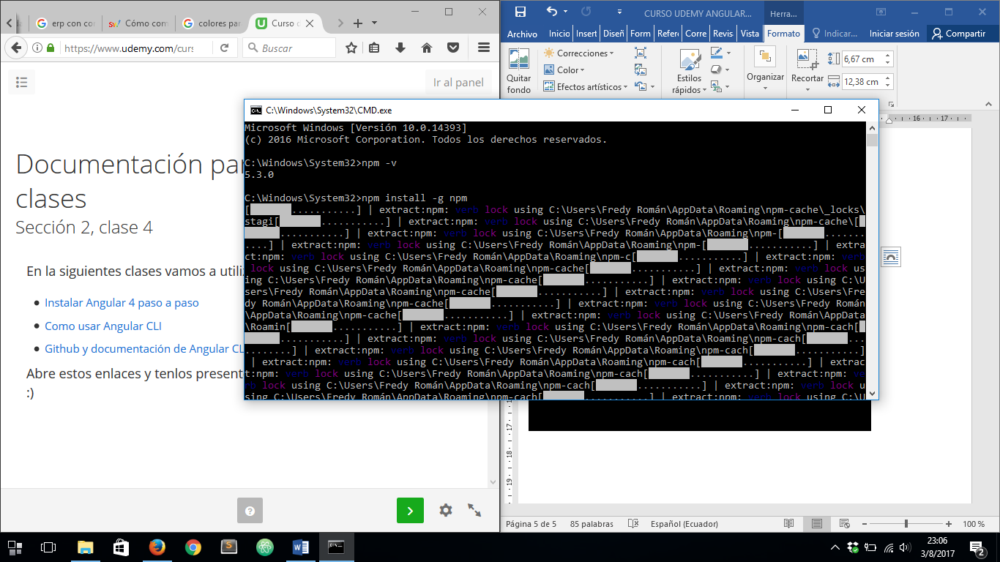 erp con con
Cómo com
colores par
Curso d
https://www.udemy.com/curs
Buscar
Ir al panel
Documentación par
clases
Sección 2, clase 4
En la siguientes clases vamos a utiliz
Instalar Angular 4 paso a paso
Como usar Angular CLI
Github y documentación de Angular CL
Abre estos enlaces y tenlos present
:)
CURSO UDEMY ANGULAR...
Herra...
Archivo Inicio Insert Diseñ Form Refere Corre Revis Vista Formato Indicar... Iniciar sesión Compartir
Quitar
fondo
Correcciones
Color
Efectos artísticos
Estilos
rápidos
Organizar
Recortar
6,67 cm
12,38 cm
16 17
C:\Windows\System32\CMD.exe
Microsoft Windows [Versión 10.0.14393]
(c) 2016 Microsoft Corporation. Todos los derechos reservados.
C:\Windows\System32>npm -v
5.3.0
C:\Windows\System32>npm install -g npm
[ ...........] | extract:npm: verb lock using C:\Users\Fredy Román\AppData\Roaming\npm-cache\_locks\
stagi[ ...........] | extract:npm: verb lock using C:\Users\Fredy Román\AppData\Roaming\npm-cache\[
...........] | extract:npm: verb lock using C:\Users\Fredy Román\AppData\Roaming\npm-[ .......
....] | extract:npm: verb lock using C:\Users\Fredy Román\AppData\Roaming\npm-[ ...........] | extra
ct:npm: verb lock using C:\Users\Fredy Román\AppData\Roaming\npm-c[ ...........] | extract:npm: verb
lock using C:\Users\Fredy Román\AppData\Roaming\npm-cache[ ...........] | extract:npm: verb lock us
ing C:\Users\Fredy Román\AppData\Roaming\npm-cache[ ...........] | extract:npm: verb lock using C:\U
sers\Fredy Román\AppData\Roaming\npm-cache[ ...........] | extract:npm: verb lock using C:\Users\Fre
dy Román\AppData\Roaming\npm-cache[ ...........] | extract:npm: verb lock using C:\Users\Fredy Román
\AppData\Roaming\npm-cache[ ...........] | extract:npm: verb lock using C:\Users\Fredy Román\AppData
\Roamin[ ...........] | extract:npm: verb lock using C:\Users\Fredy Román\AppData\Roaming\npm-cach[
...........] | extract:npm: verb lock using C:\Users\Fredy Román\AppData\Roaming\npm-cach[ ...
........] | extract:npm: verb lock using C:\Users\Fredy Román\AppData\Roaming\npm-cach[ ...........]
| extract:npm: verb lock using C:\Users\Fredy Román\AppData\Roaming\npm-cach[ ...........] | extrac
t:npm: verb lock using C:\Users\Fredy Román\AppData\Roaming\npm-cach[ ...........] | extract:npm: ve
rb lock using C:\Users\Fredy Román\AppData\Roaming\npm-cach[ ...........] | extract:npm: verb lock u
sing C:\Users\Fredy Román\AppData\Roaming\npm-cach[ ...........] | extract:npm: verb lock using C:\U
18
19
Página 5 de 5 85 palabras Español (Ecuador) 100 %
23:06
3/8/2017
2